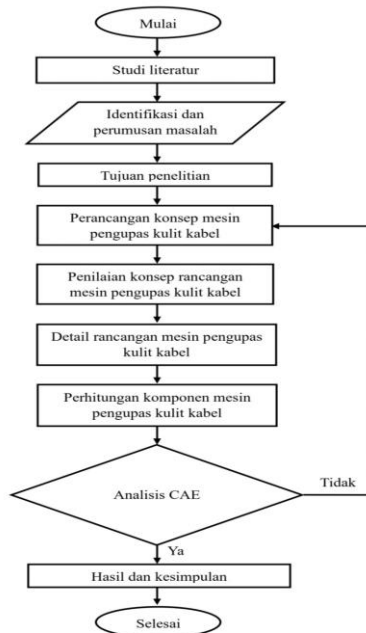 Mulai
Studi literatur
Identifikasi dan
perumusan masalah
Tujuan penelitian
Perancangan konsep mesin
pengupas kulit kabel
Penilaian konsep rancangan
mesin pengupas kulit kabel
Detail rancangan mesin pengupas
kulit kabel
Perhitungan komponen mesin
pengupas kulit kabel
Analisis CAE
Tidak
Ya
Hasil dan kesimpulan
Selesai